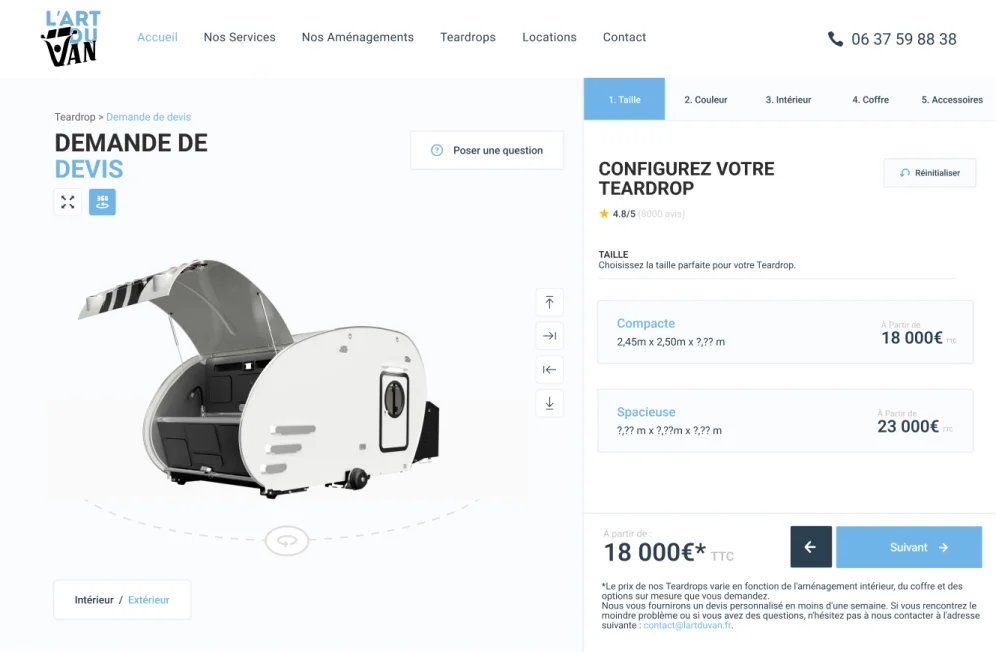 L'ART
DU
VAN
Accueil
Nos Services
Nos Aménagements
Teardrops
Locations
Contact
06 37 59 88 38
Teardrop > Demande de devis
DEMANDE DE
DEVIS
Poser une question
360
Intérieur / Extérieur
1. Taille
2. Couleur
3. Intérieur
4. Coffre
5. Accessoires
CONFIGUREZ VOTRE
TEARDROP
Réinitialiser
4.8/5 (8000 avis)
TAILLE
Choisissez la taille parfaite pour votre Teardrop.
Compacte
2,45m x 2,50m x ?,?? m
À Partir de
18 000€ TTC
Spacieuse
?,?? m x ?,??m x ?,?? m
À Partir de
23 000€ TTC
À partir de :
18 000€* TTC
Suivant
*Le prix de nos Teardrops varie en fonction de l'aménagement intérieur, du coffre et des
options sur mesure que vous demandez.
Nous vous fournirons un devis personnalisé en moins d'une semaine. Si vous rencontrez le
moindre problème ou si vous avez des questions, n'hésitez pas à nous contacter à l'adresse
suivante : contact@lartduvan.fr.